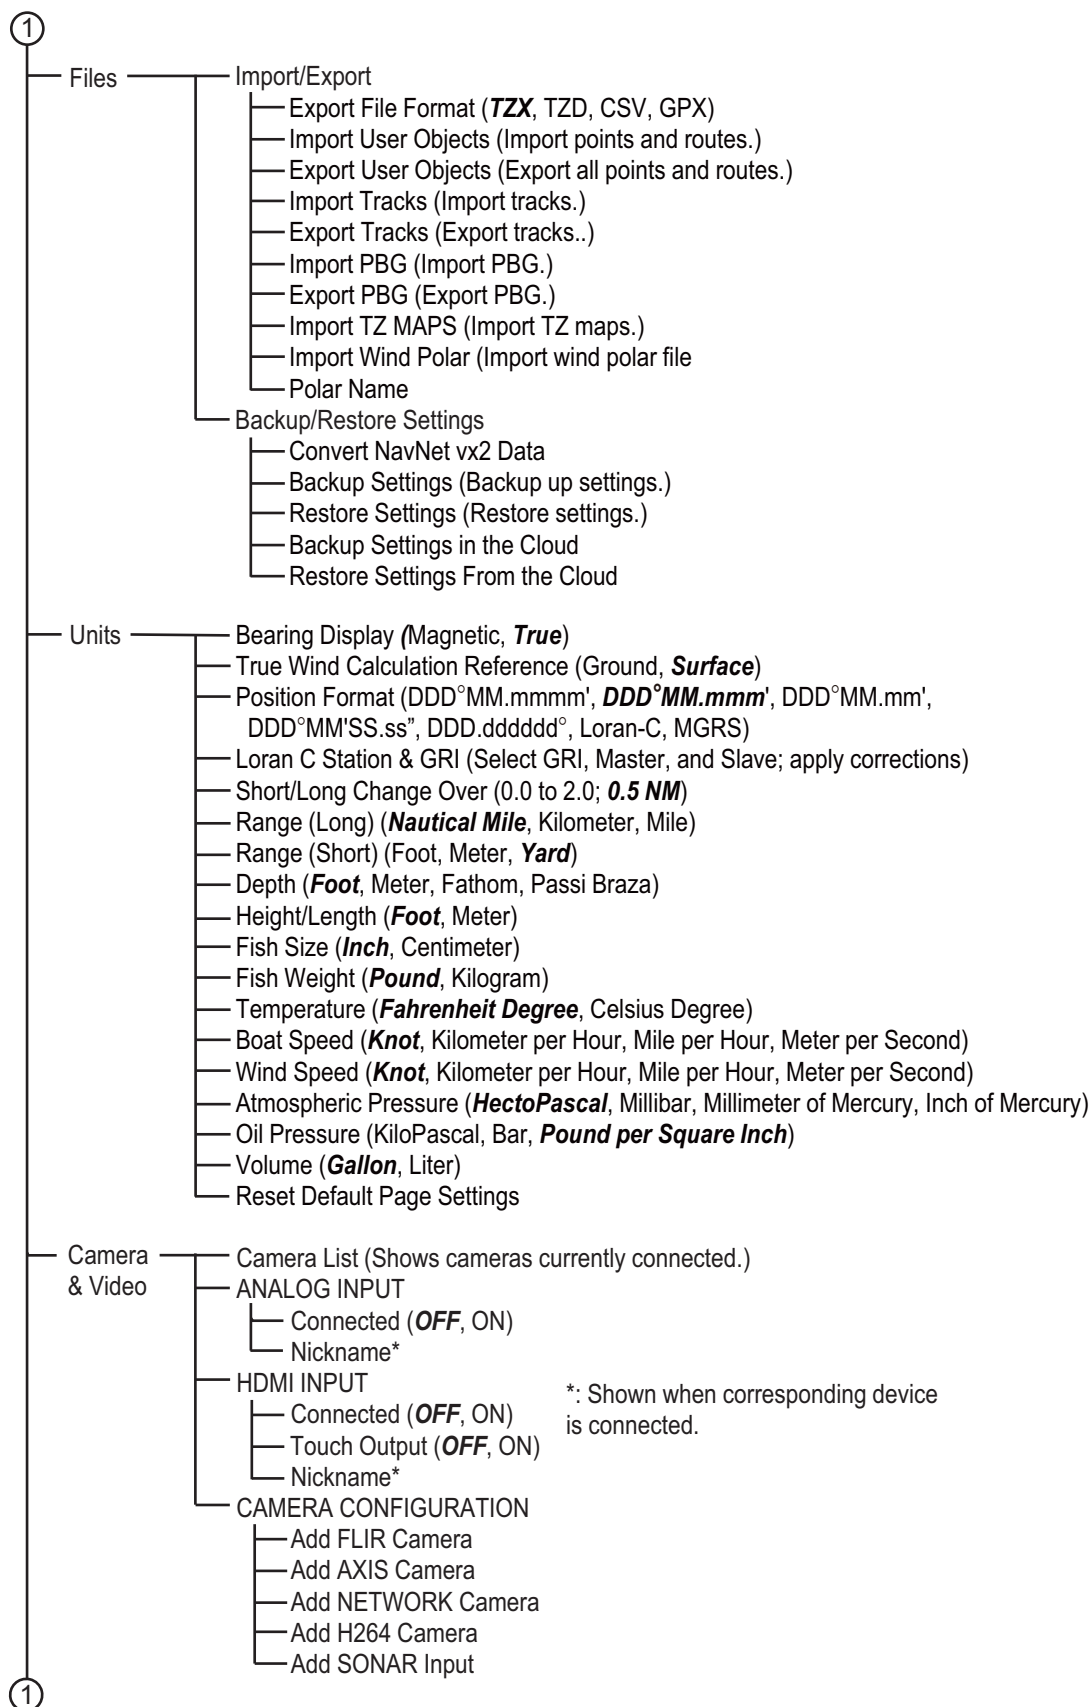 1
Files
Import/Export
Export File Format (TZX, TZD, CSV, GPX)
Import User Objects (Import points and routes.)
Export User Objects (Export all points and routes.)
Import Tracks (Import tracks.)
Export Tracks (Export tracks..)
Import PBG (Import PBG.)
Export PBG (Export PBG.)
Import TZ MAPS (Import TZ maps.)
Import Wind Polar (Import wind polar file
Polar Name
Backup/Restore Settings
Convert NavNet vx2 Data
Backup Settings (Backup up settings.)
Restore Settings (Restore settings.)
Backup Settings in the Cloud
Restore Settings From the Cloud
Units
Bearing Display (Magnetic, True)
True Wind Calculation Reference (Ground, Surface)
Position Format (DDD°MM.mmmm', DDD°MM.mmm', DDD°MM.mm',
DDD°MM'SS.ss”, DDD.dddddd°, Loran-C, MGRS)
Loran C Station & GRI (Select GRI, Master, and Slave; apply corrections)
Short/Long Change Over (0.0 to 2.0; 0.5 NM)
Range (Long) (Nautical Mile, Kilometer, Mile)
Range (Short) (Foot, Meter, Yard)
Depth (Foot, Meter, Fathom, Passi Braza)
Height/Length (Foot, Meter)
Fish Size (Inch, Centimeter)
Fish Weight (Pound, Kilogram)
Temperature (Fahrenheit Degree, Celsius Degree)
Boat Speed (Knot, Kilometer per Hour, Mile per Hour, Meter per Second)
Wind Speed (Knot, Kilometer per Hour, Mile per Hour, Meter per Second)
Atmospheric Pressure (HectoPascal, Millibar, Millimeter of Mercury, Inch of Mercury)
Oil Pressure (KiloPascal, Bar, Pound per Square Inch)
Volume (Gallon, Liter)
Reset Default Page Settings
Camera
& Video
Camera List (Shows cameras currently connected.)
ANALOG INPUT
Connected (OFF, ON)
Nickname*
HDMI INPUT
Connected (OFF, ON)
Touch Output (OFF, ON)
Nickname*
*: Shown when corresponding device
is connected.
CAMERA CONFIGURATION
Add FLIR Camera
Add AXIS Camera
Add NETWORK Camera
Add H264 Camera
Add SONAR Input
1